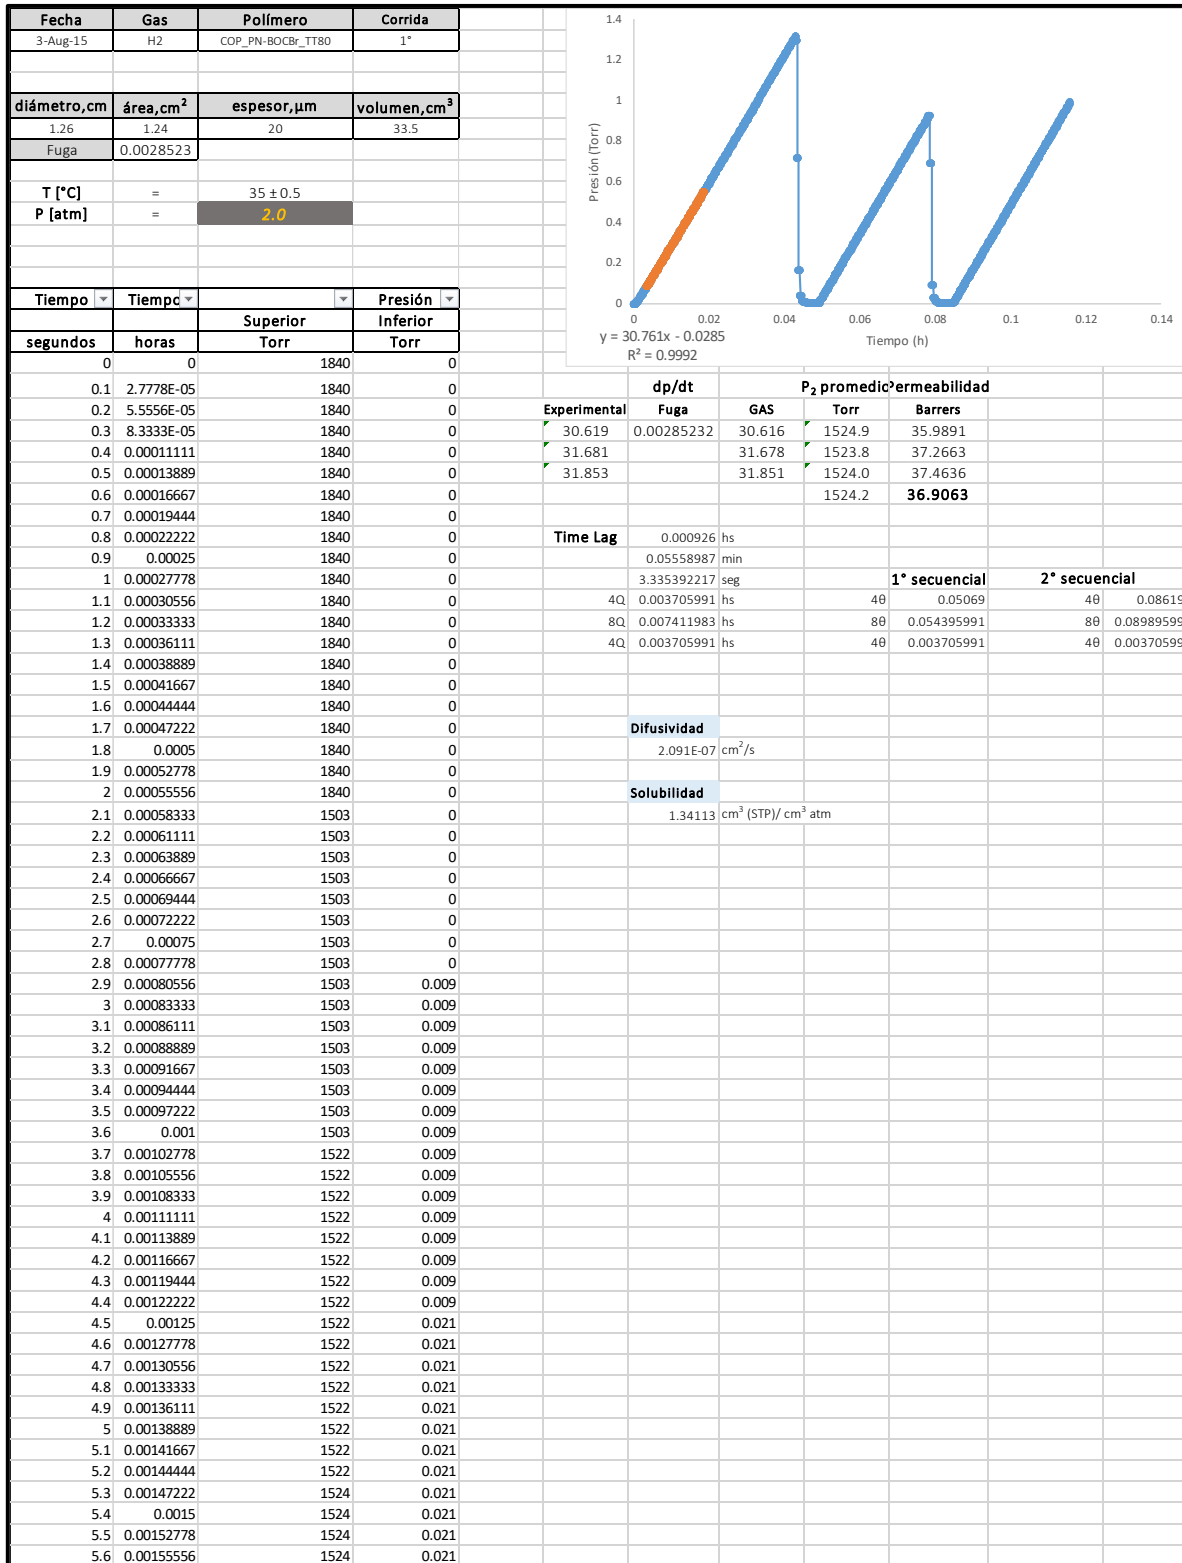 Fecha Gas Polímero Corrida
3-Aug-15 H2 COP_PN-BOCBr_TT80 1°
diámetro,cm área,cm² espesor,µm volumen,cm³
1.26 1.24 20 33.5
Fuga 0.0028523
T [°C] = 35 ± 0.5
P [atm] = 2.0
1.4
1.2
1
0.8
0.6
0.4
0.2
0
Presión (Torr)
0 0.02 0.04 0.06 0.08 0.1 0.12 0.14
Tiempo (h)
y = 30.761x - 0.0285
R² = 0.9992
Tiempo Tiempo Presión
Superior Inferior
segundos horas Torr Torr
0 0 1840 0
0.1 2.7778E-05 1840 0
0.2 5.5556E-05 1840 0
0.3 8.3333E-05 1840 0
0.4 0.00011111 1840 0
0.5 0.00013889 1840 0
0.6 0.00016667 1840 0
0.7 0.00019444 1840 0
0.8 0.00022222 1840 0
0.9 0.00025 1840 0
1 0.00027778 1840 0
1.1 0.00030556 1840 0
1.2 0.00033333 1840 0
1.3 0.00036111 1840 0
1.4 0.00038889 1840 0
1.5 0.00041667 1840 0
1.6 0.00044444 1840 0
1.7 0.00047222 1840 0
1.8 0.0005 1840 0
1.9 0.00052778 1840 0
2 0.00055556 1840 0
2.1 0.00058333 1503 0
2.2 0.00061111 1503 0
2.3 0.00063889 1503 0
2.4 0.00066667 1503 0
2.5 0.00069444 1503 0
2.6 0.00072222 1503 0
2.7 0.00075 1503 0
2.8 0.00077778 1503 0
2.9 0.00080556 1503 0.009
3 0.00083333 1503 0.009
3.1 0.00086111 1503 0.009
3.2 0.00088889 1503 0.009
3.3 0.00091667 1503 0.009
3.4 0.00094444 1503 0.009
3.5 0.00097222 1503 0.009
3.6 0.001 1503 0.009
3.7 0.00102778 1522 0.009
3.8 0.00105556 1522 0.009
3.9 0.00108333 1522 0.009
4 0.00111111 1522 0.009
4.1 0.00113889 1522 0.009
4.2 0.00116667 1522 0.009
4.3 0.00119444 1522 0.009
4.4 0.00122222 1522 0.009
4.5 0.00125 1522 0.021
4.6 0.00127778 1522 0.021
4.7 0.00130556 1522 0.021
4.8 0.00133333 1522 0.021
4.9 0.00136111 1522 0.021
5 0.00138889 1522 0.021
5.1 0.00141667 1522 0.021
5.2 0.00144444 1522 0.021
5.3 0.00147222 1524 0.021
5.4 0.0015 1524 0.021
5.5 0.00152778 1524 0.021
5.6 0.00155556 1524 0.021
dp/dt P₂ promedio Permeabilidad
Experimental Fuga GAS Torr Barrers
30.619 0.00285232 30.616 1524.9 35.9891
31.681 31.678 1523.8 37.2663
31.853 31.851 1524.0 37.4636
1524.2 36.9063
Time Lag 0.000926 hs
0.05558987 min
3.335392217 seg 1° secuencial 2° secuencial
4Q 0.003705991 hs 4θ 0.05069 4θ 0.08619
8Q 0.007411983 hs 8θ 0.054395991 8θ 0.08989599
4Q 0.003705991 hs 4θ 0.003705991 4θ 0.00370599
Difusividad
2.091E-07 cm²/s
Solubilidad
1.34113 cm³ (STP)/ cm³ atm